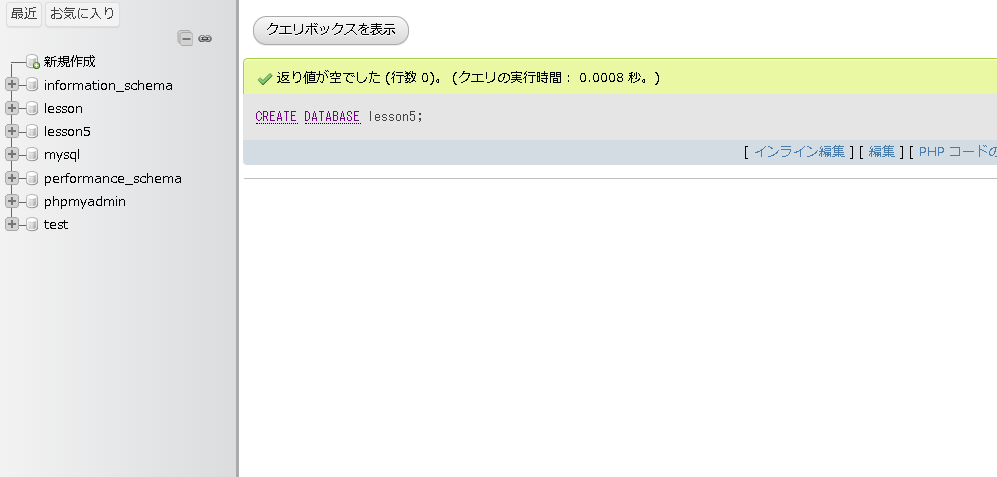 最近 お気に入り
新規作成
information_schema
lesson
lesson5
mysql
performance_schema
phpmyadmin
test
クエリボックスを表示
返り値が空でした (行数 0)。 (クエリの実行時間： 0.0008 秒。)
CREATE DATABASE lesson5;
[ インライン編集 ] [ 編集 ] [ PHP コードの